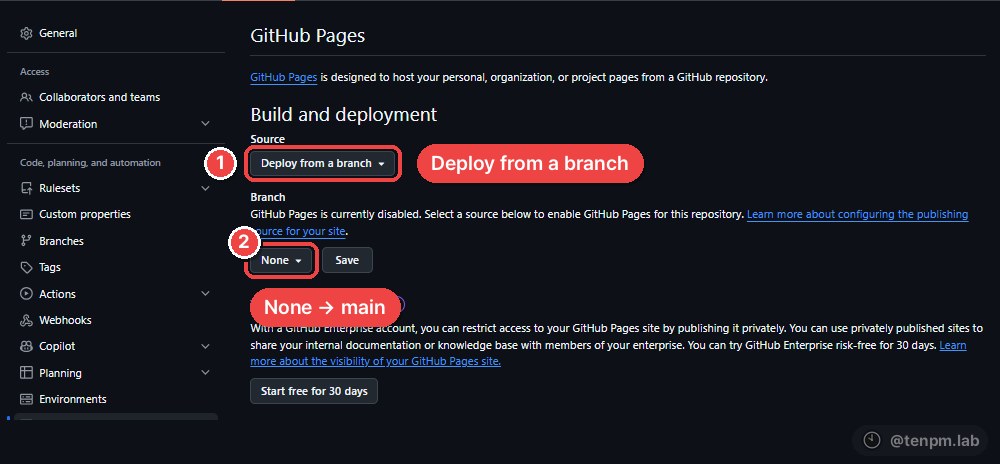 General
Access
Collaborators and teams
Moderation
Code, planning, and automation
Rulesets
Custom properties
Branches
Tags
Actions
Webhooks
Copilot
Planning
Environments
GitHub Pages
GitHub Pages is designed to host your personal, organization, or project pages from a GitHub repository.
Build and deployment
Source
1
Deploy from a branch
Deploy from a branch
Branch
GitHub Pages is currently disabled. Select a source below to enable GitHub Pages for this repository. Learn more about configuring the publishing
source for your site.
2
None
Save
None → main
With a GitHub Enterprise account, you can restrict access to your GitHub Pages site by publishing it privately. You can use privately published sites to
share your internal documentation or knowledge base with members of your enterprise. You can try GitHub Enterprise risk-free for 30 days. Learn
more about the visibility of your GitHub Pages site.
Start free for 30 days
@tenpm.lab